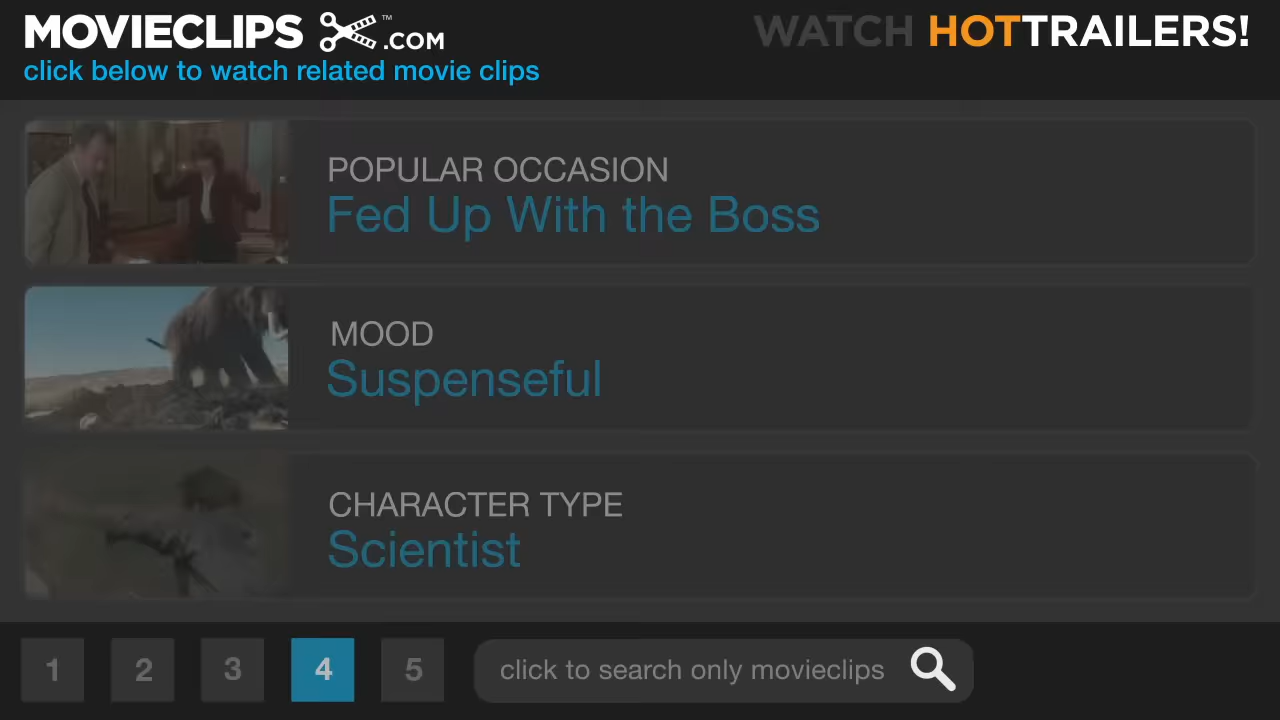 MOVIECLIPS ™ .COM
WATCH HOTTRAILERS!
click below to watch related movie clips
POPULAR OCCASION
Fed Up With the Boss
MOOD
Suspenseful
CHARACTER TYPE
Scientist
1 2 3 4 5 click to search only movieclips